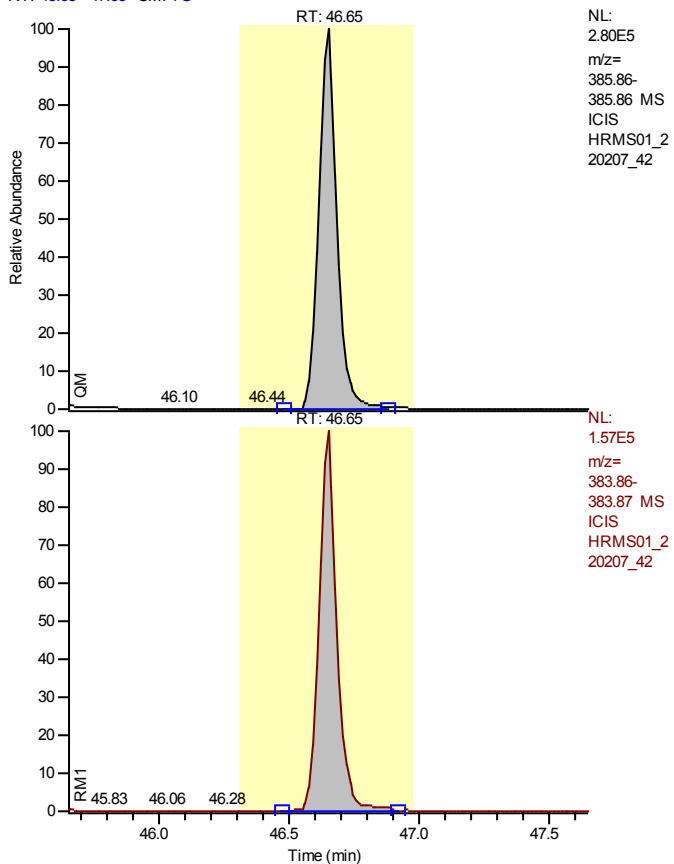 RT: 46.65
NL:
2.80E5
m/z=
385.86-
385.86 MS
ICIS
HRMS01_2
20207_42
100
90
80
70
60
50
40
30
20
10
0
Relative Abundance
QM
46.10
46.44
RT: 46.65
NL:
1.57E5
m/z=
383.86-
383.87 MS
ICIS
HRMS01_2
20207_42
100
90
80
70
60
50
40
30
20
10
0
RM1
45.83
46.06
46.28
46.0
46.5
47.0
47.5
Time (min)